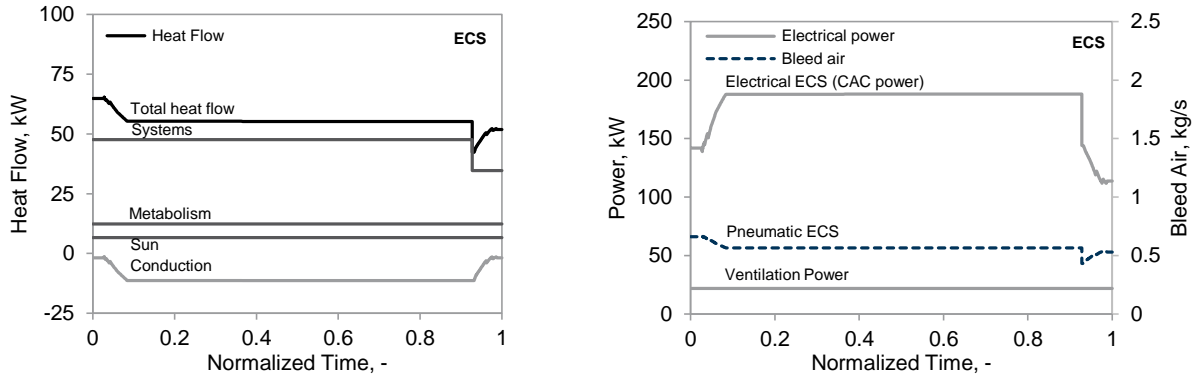 100
75
50
25
0
-25
Heat Flow, kW
Heat Flow
ECS
Total heat flow
Systems
Metabolism
Sun
Conduction
0 0.2 0.4 0.6 0.8 1
Normalized Time, -
250
200
150
100
50
0
Power, kW
Electrical power
ECS
Bleed air
Electrical ECS (CAC power)
Pneumatic ECS
Ventilation Power
2.5
2
1.5
1
0.5
0
Bleed Air, kg/s
0 0.2 0.4 0.6 0.8 1
Normalized Time, -